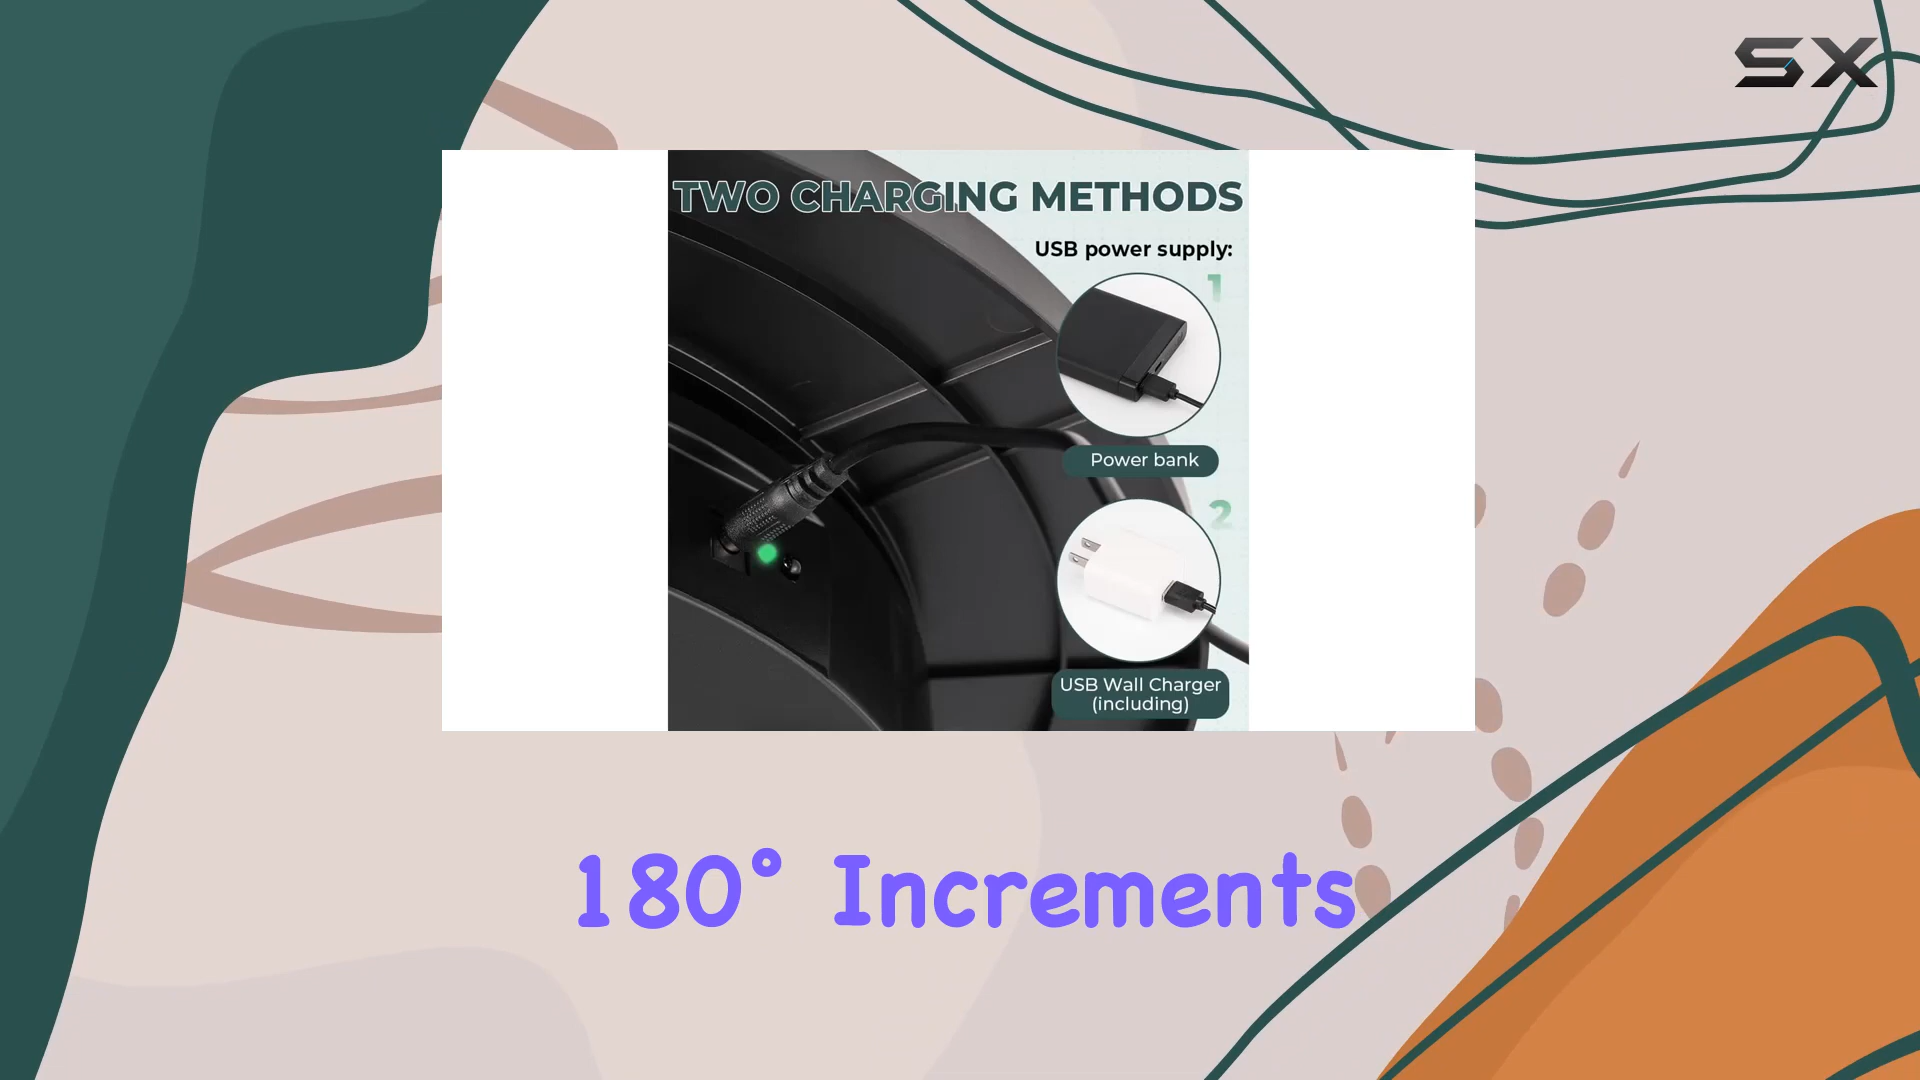 SX
TWO CHARGING METHODS
USB power supply:
1
Power bank
2
USB Wall Charger
(including)
180° Increments